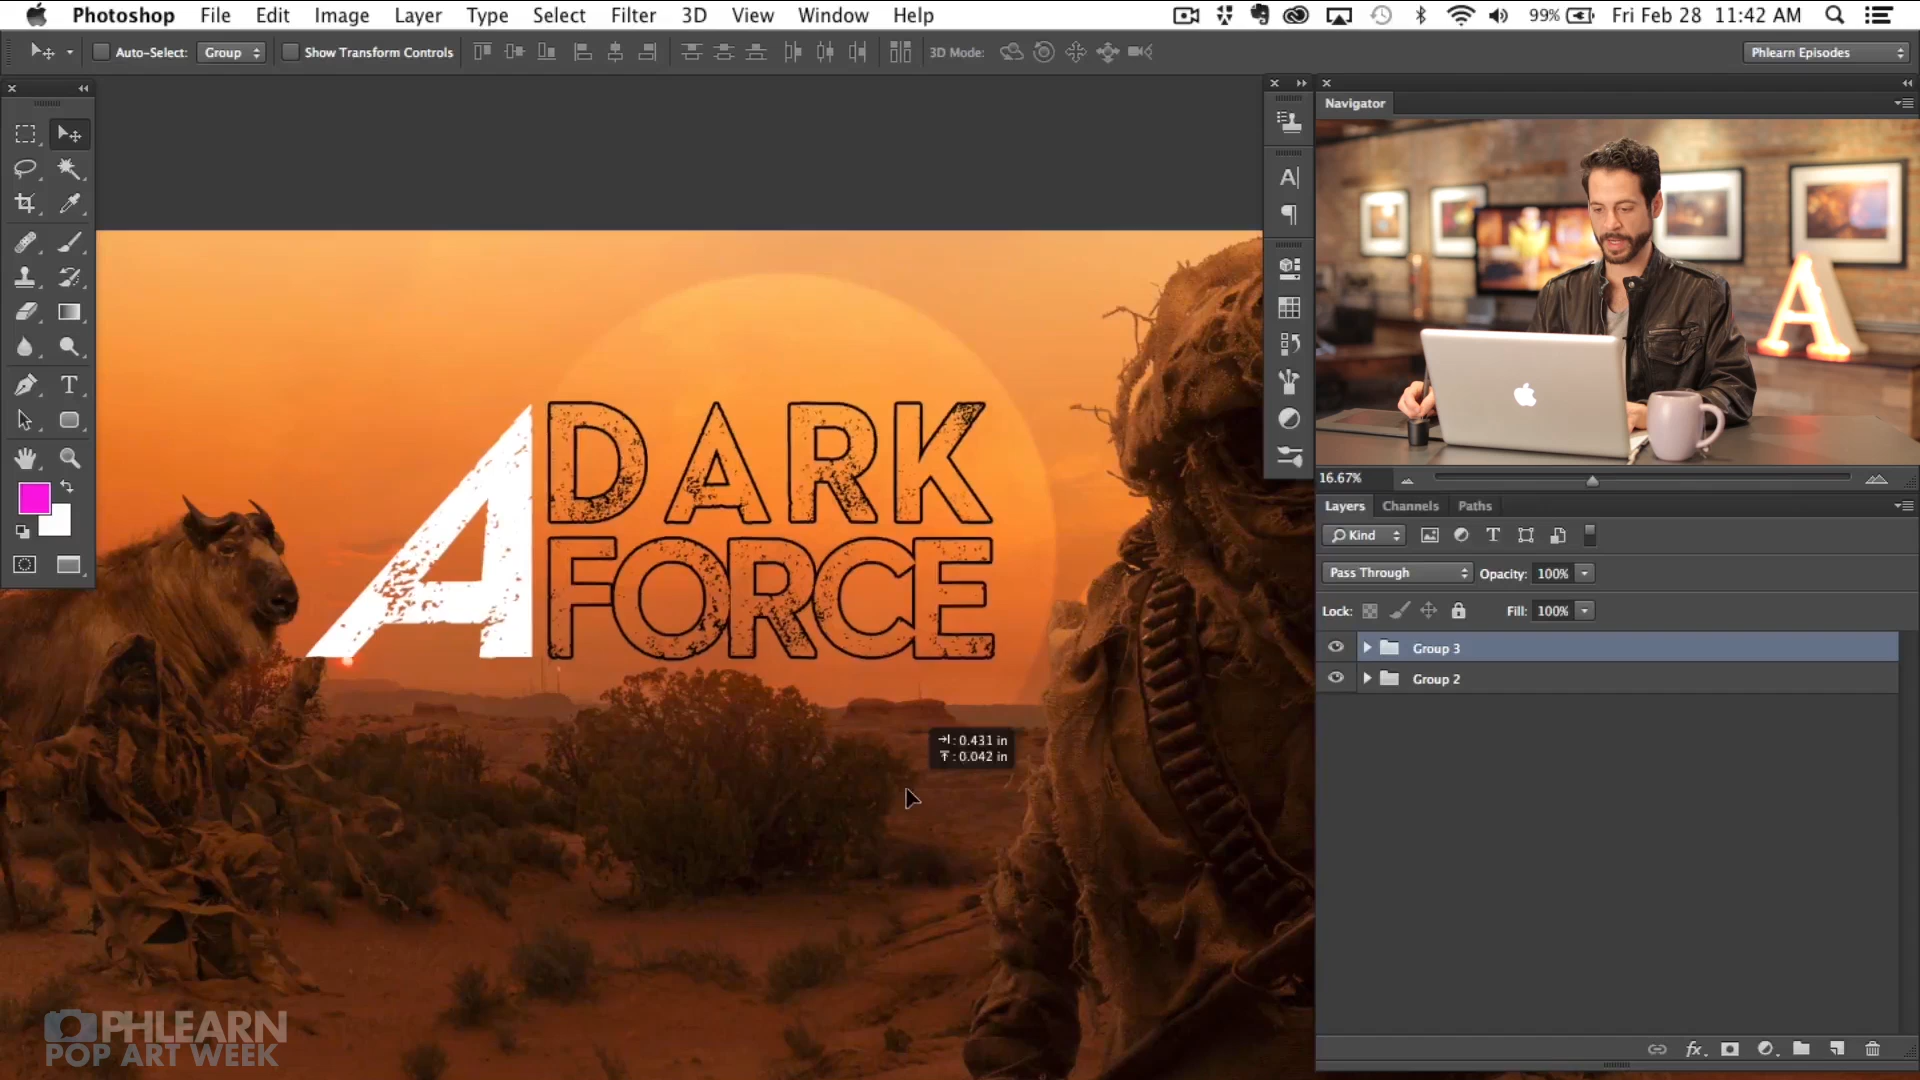 Photoshop File Edit Image Layer Type Select Filter 3D View Window Help 99% Fri Feb 28 11:42 AM
Auto-Select: Group Show Transform Controls 3D Mode: Phlearn Episodes
Navigator
A
DARK
FORCE
A
16.67%
Layers Channels Paths
Kind
Pass Through Opacity: 100%
Lock: Fill: 100%
Group 3
Group 2
: 0.431 in
: 0.042 in
PHLEARN
POP ART WEEK
fx